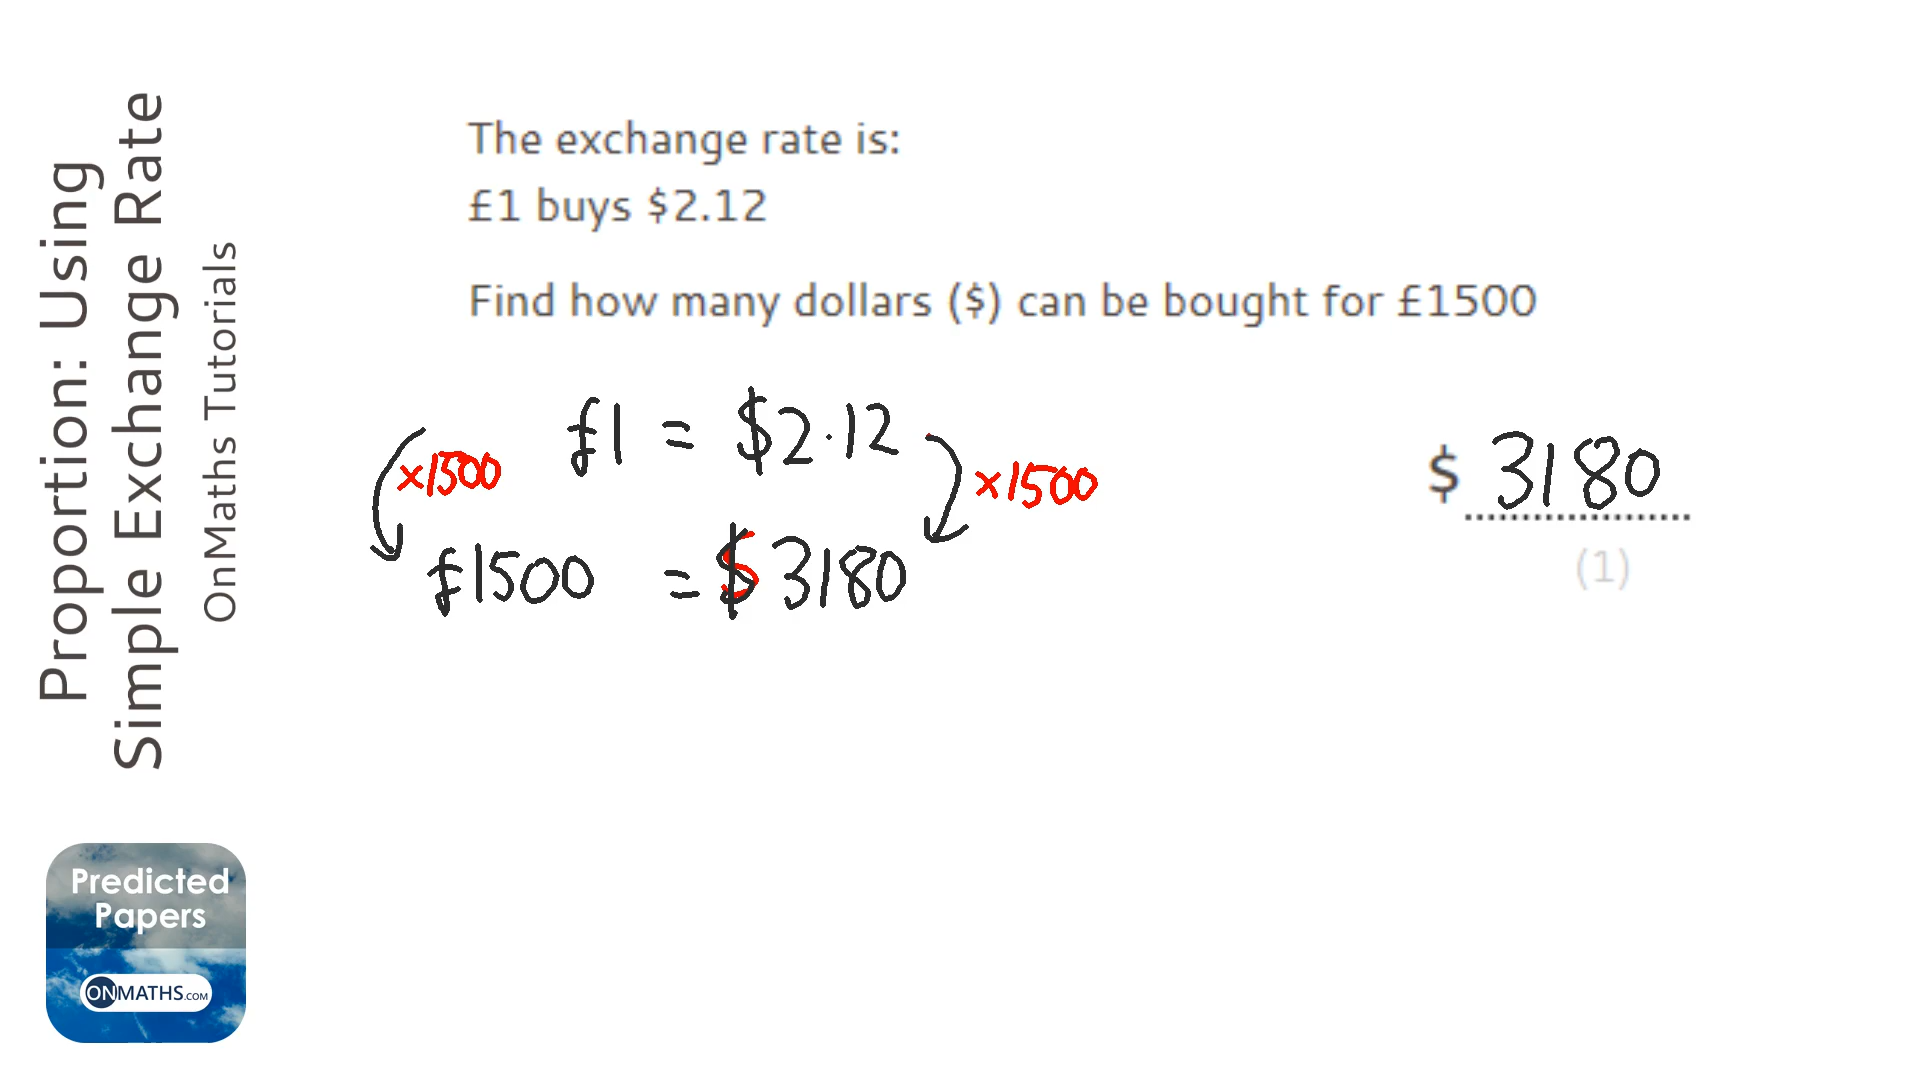 Proportion: Using
Simple Exchange Rate
OnMaths Tutorials
The exchange rate is:
£1 buys $2.12
Find how many dollars ($) can be bought for £1500
£1 = $2.12
×1500
×1500
£1500 = $3180
$ 3180
(1)
Predicted
Papers
ONMATHS.COM